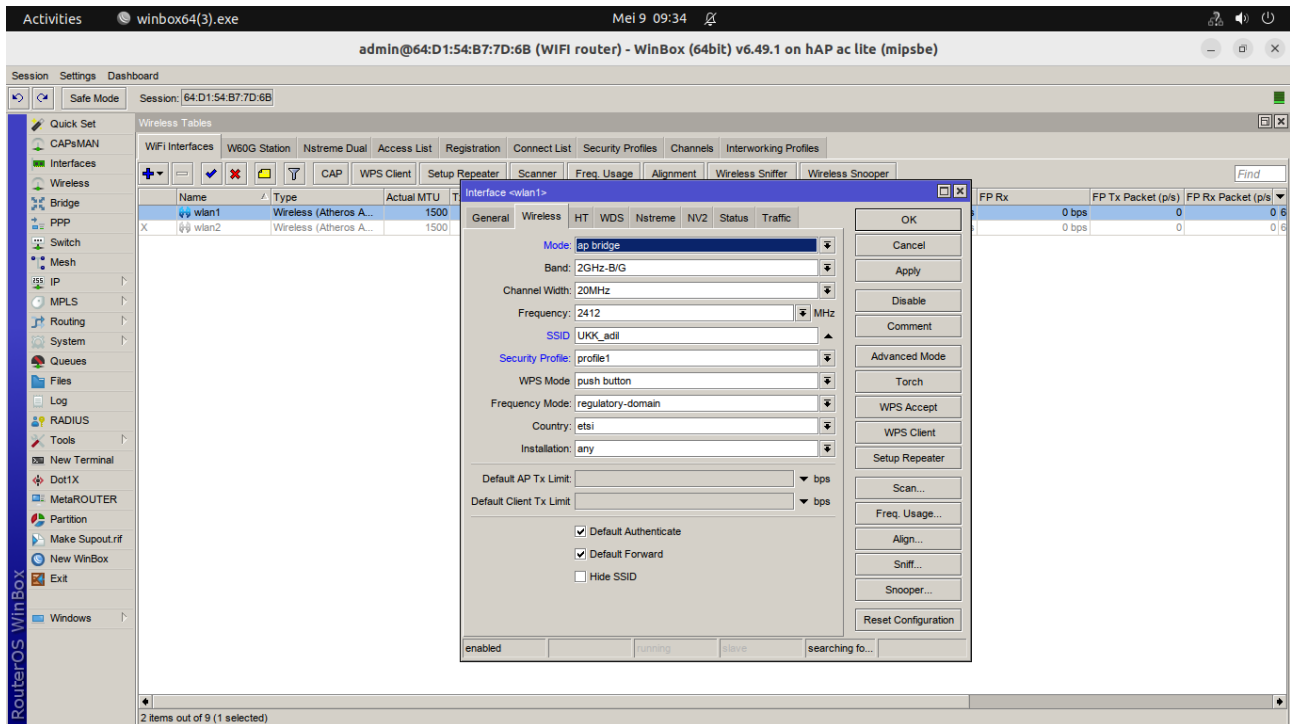 Activities winbox64(3).exe Mei 9 09:34
admin@64:D1:54:B7:7D:6B (WIFI router) - WinBox (64bit) v6.49.1 on hAP ac lite (mipsbe)
Session Settings Dashboard
Safe Mode Session: 64:D1:54:B7:7D:6B
Quick Set
CAPsMAN
Interfaces
Wireless
Bridge
PPP
Switch
Mesh
IP
MPLS
Routing
System
Queues
Files
Log
RADIUS
Tools
New Terminal
Dot1X
MetaROUTER
Partition
Make Supout.rif
New WinBox
Exit
Windows
RouterOS WinBox
Wireless Tables
WiFi Interfaces W60G Station Nstreme Dual Access List Registration Connect List Security Profiles Channels Interworking Profiles
CAP WPS Client Setup Repeater Scanner Freq. Usage Alignment Wireless Sniffer Wireless Snooper Find
Name Type Actual MTU FP Rx FP Tx Packet (p/s) FP Rx Packet (p/s
wlan1 Wireless (Atheros A... 1500 0 bps 0 0 6
X wlan2 Wireless (Atheros A... 1500 0 bps 0 0 6
Interface <wlan1>
General Wireless HT WDS Nstreme NV2 Status Traffic
Mode: ap bridge
Band: 2GHz-B/G
Channel Width: 20MHz
Frequency: 2412 MHz
SSID UKK_adil
Security Profile: profile1
WPS Mode push button
Frequency Mode: regulatory-domain
Country: etsi
Installation: any
Default AP Tx Limit: bps
Default Client Tx Limit bps
Default Authenticate
Default Forward
Hide SSID
OK
Cancel
Apply
Disable
Comment
Advanced Mode
Torch
WPS Accept
WPS Client
Setup Repeater
Scan...
Freq. Usage...
Align...
Sniff...
Snooper...
Reset Configuration
enabled running slave searching fo...
2 items out of 9 (1 selected)